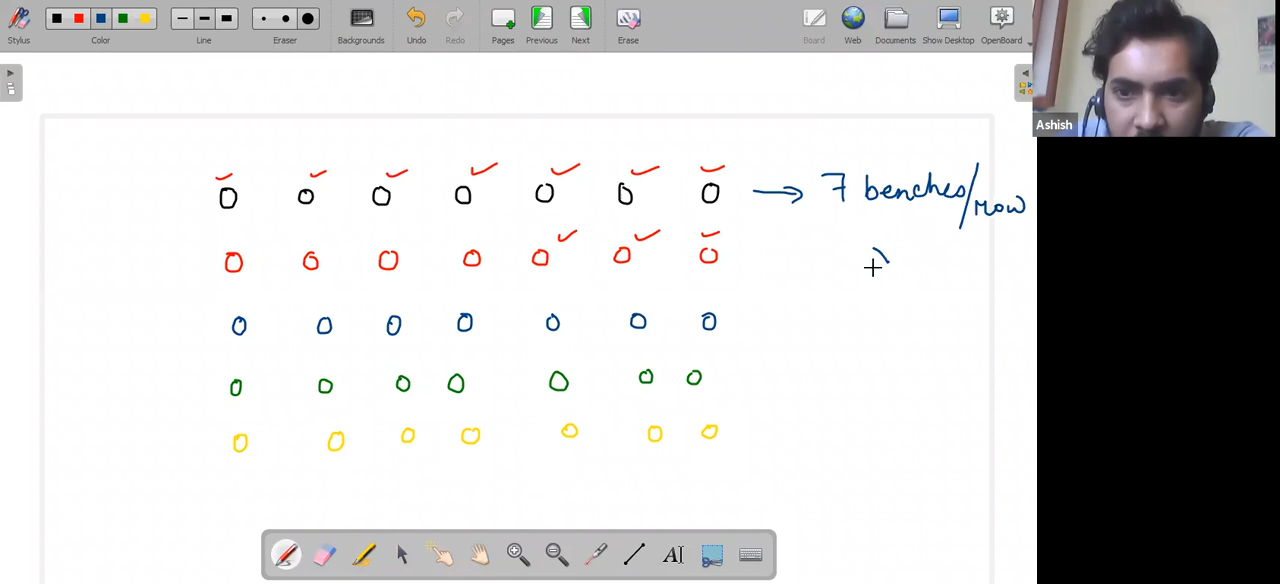 Stylus Color Line Eraser Backgrounds Undo Redo Pages Previous Next Erase Board Web Documents Show Desktop OpenBoard
Ashish
→ 7 benches/row
A